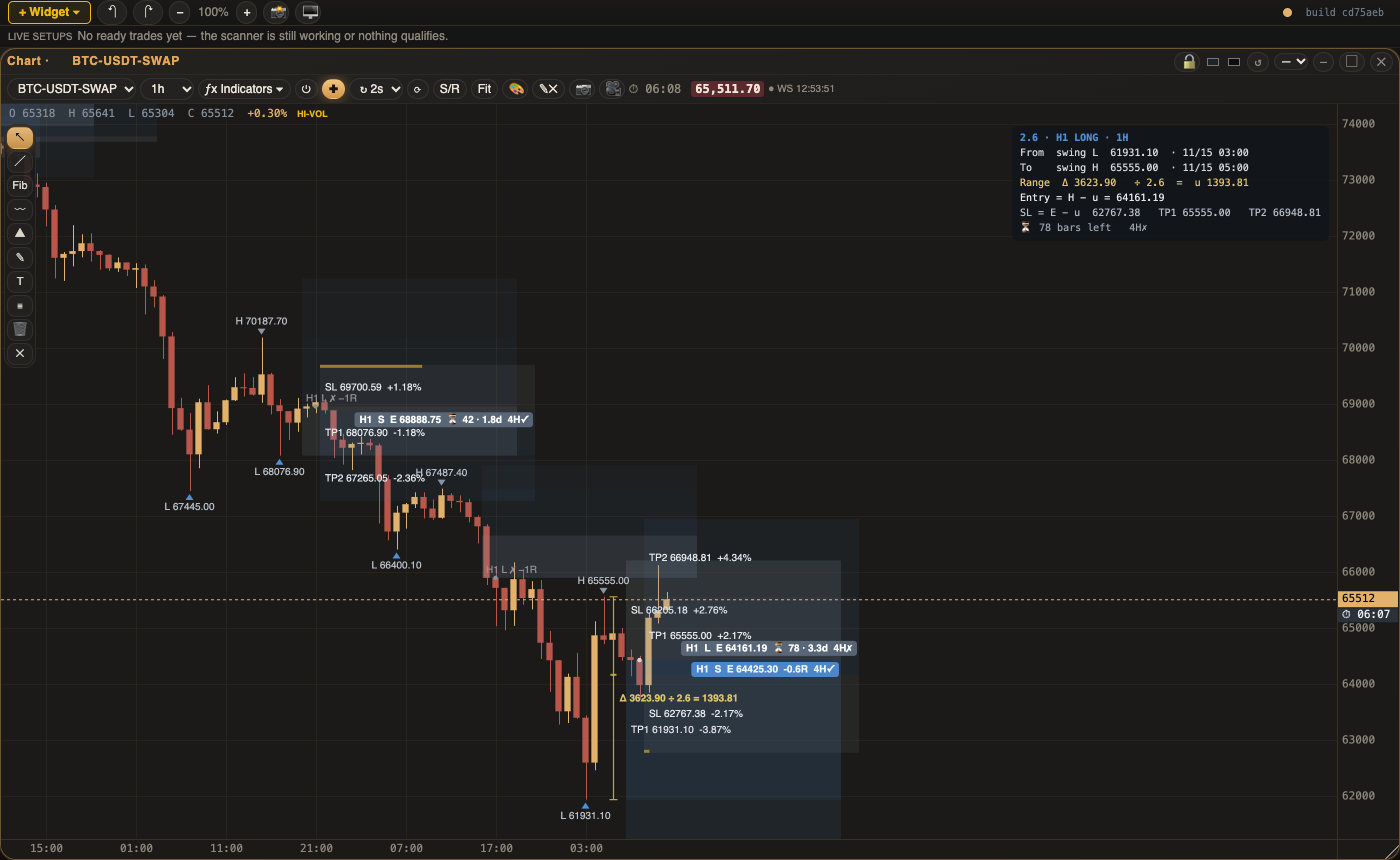 + Widget
100%
build cd75aeb
LIVE SETUPS No ready trades yet — the scanner is still working or nothing qualifies.
Chart · BTC-USDT-SWAP
BTC-USDT-SWAP 1h fx Indicators 2s S/R Fit 06:08 65,511.70 WS 12:53:51
O 65318 H 65641 L 65304 C 65512 +0.30% HI-VOL
Fib
T
2.6 · H1 LONG · 1H
From swing L 61931.10 · 11/15 03:00
To swing H 65555.00 · 11/15 05:00
Range Δ 3623.90 ÷ 2.6 = u 1393.81
Entry = H − u = 64161.19
SL = E − u 62767.38 TP1 65555.00 TP2 66948.81
⌛ 78 bars left 4H✗
H 70187.70
SL 69700.59 +1.18%
H1 L ✗ −1R
H1 S E 68888.75 ⌛ 42 · 1.8d 4H✓
TP1 68076.90 -1.18%
L 68076.90
TP2 67265.05 -2.36%
H 67487.40
L 67445.00
L 66400.10
H1 L ✗ −1R
H 65555.00
TP2 66948.81 +4.34%
SL 66205.18 +2.76%
TP1 65555.00 +2.17%
H1 L E 64161.19 ⌛ 78 · 3.3d 4H✗
H1 S E 64425.30 -0.6R 4H✓
Δ 3623.90 ÷ 2.6 = 1393.81
SL 62767.38 -2.17%
TP1 61931.10 -3.87%
L 61931.10
74000
73000
72000
71000
70000
69000
68000
67000
66000
65512
06:07
65000
64000
63000
62000
15:00 01:00 11:00 21:00 07:00 17:00 03:00